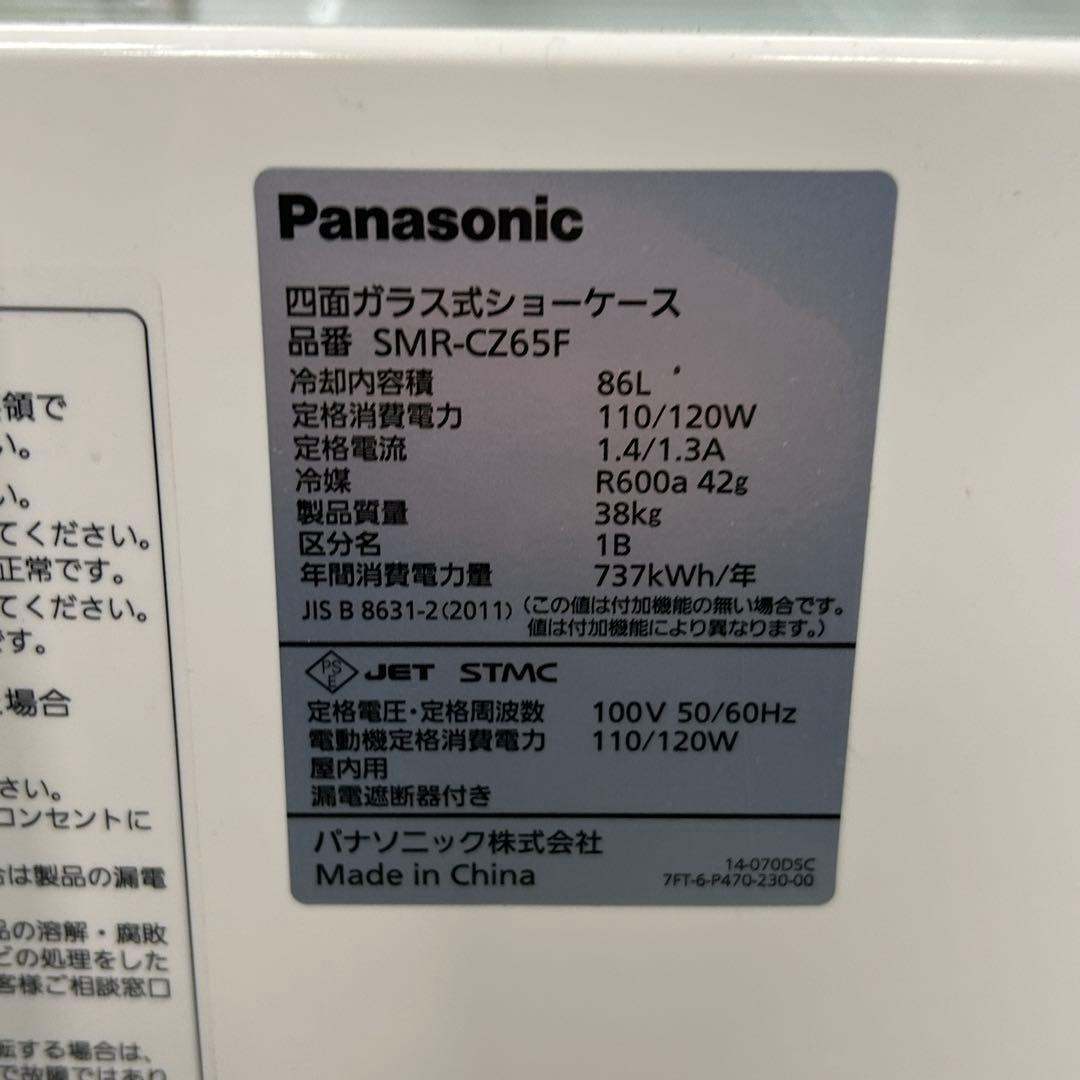 Panasonic
四面ガラス式ショーケース
品番 SMR-CZ65F
冷却内容積 86L
定格消費電力 110/120W
定格電流 1.4/1.3A
冷媒 R600a 42g
製品質量 38kg
区分名 1B
年間消費電力量 737kWh/年
JIS B 8631-2(2011) (この値は付加機能の無い場合です。
値は付加機能により異なります。)
PS
E
JET STMC
定格電圧・定格周波数 100V 50/60Hz
電動機定格消費電力 110/120W
屋内用
漏電遮断器付き
パナソニック株式会社
Made in China
14-070DSC
7FT-6-P470-230-00
領で
い。
い。
てください。
正常です。
てください。
です。
場合
さい。
コンセントに
合は製品の漏電
品の溶解・腐敗
どの処理をした
客様ご相談窓口
転する場合は、
で故障ではあり